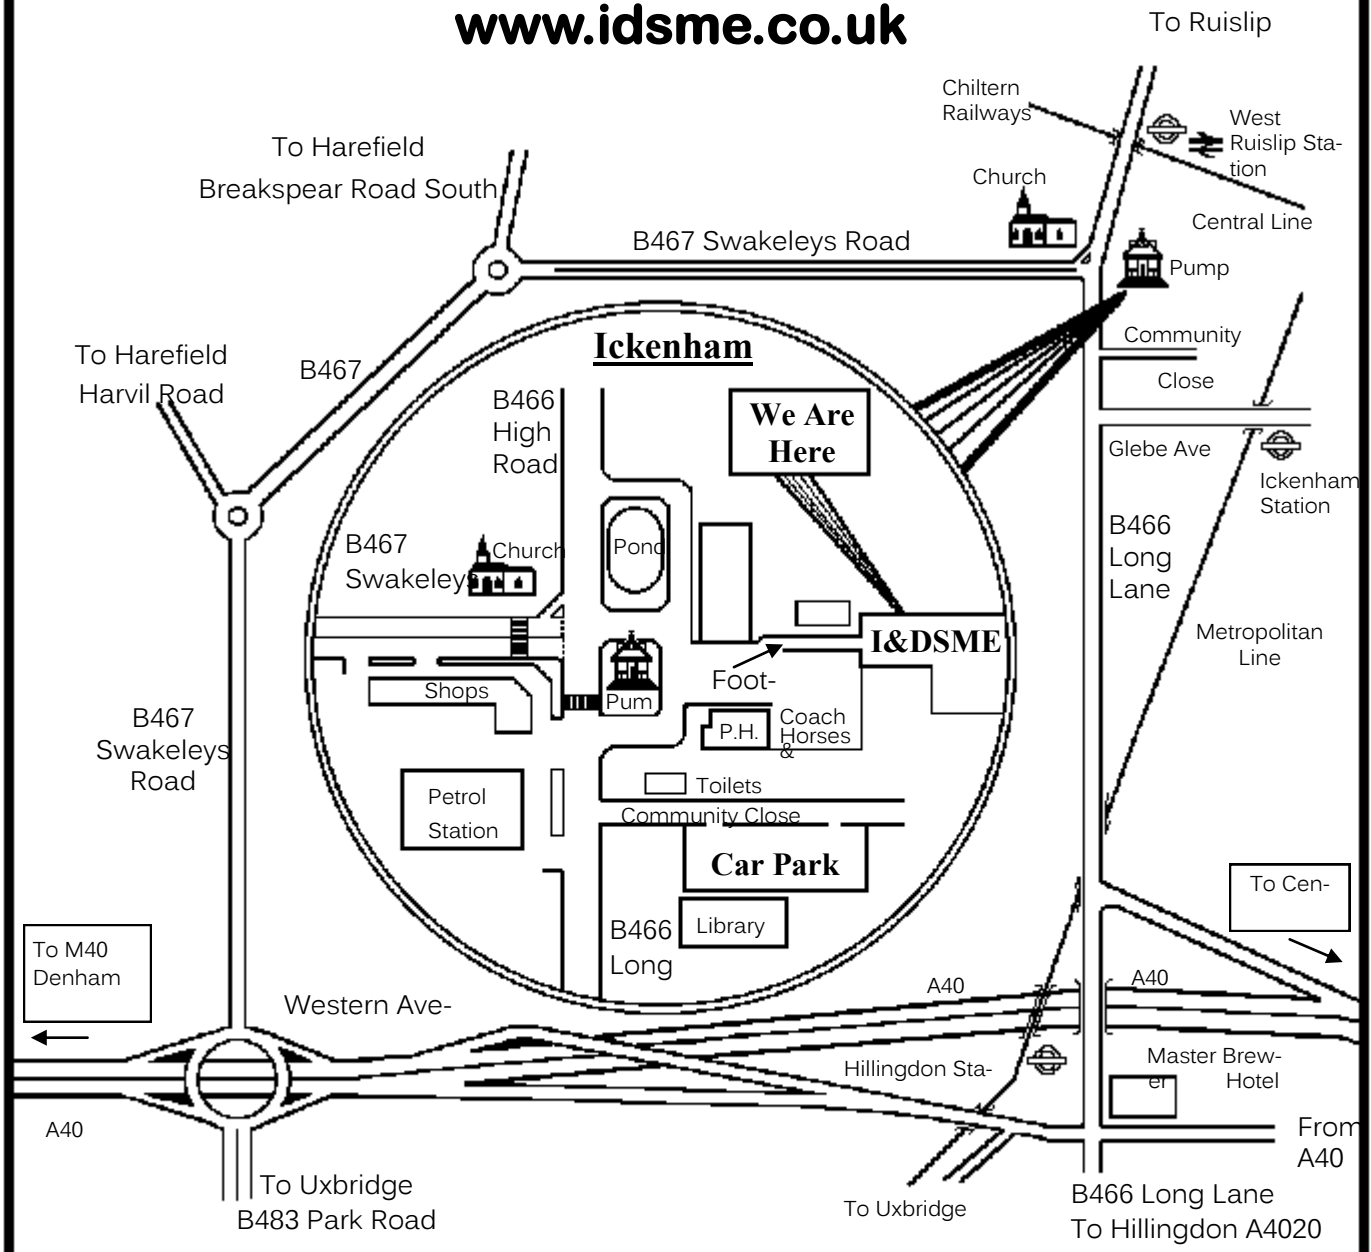 www.idsme.co.uk
To Ruislip
Chiltern
Railways
West
Ruislip Sta-
tion
To Harefield
Breakspear Road South
Church
Central Line
B467 Swakeleys Road
Pump
Community
Close
To Harefield
Harvil Road
B467
Ickenham
B466
High
Road
We Are
Here
Glebe Ave
Ickenham
Station
B466
Long
Lane
B467
Swakeleys
Church
Pond
Metropolitan
Line
I&DSME
Foot-
Shops
Pum
P.H.
Coach
Horses
&
B467
Swakeleys
Road
Toilets
Petrol
Station
Community Close
Car Park
Library
B466
Long
To Cen-
To M40
Denham
Western Ave-
A40
A40
Hillingdon Sta-
Master Brew-
er
Hotel
A40
From
A40
To Uxbridge
B483 Park Road
To Uxbridge
B466 Long Lane
To Hillingdon A4020